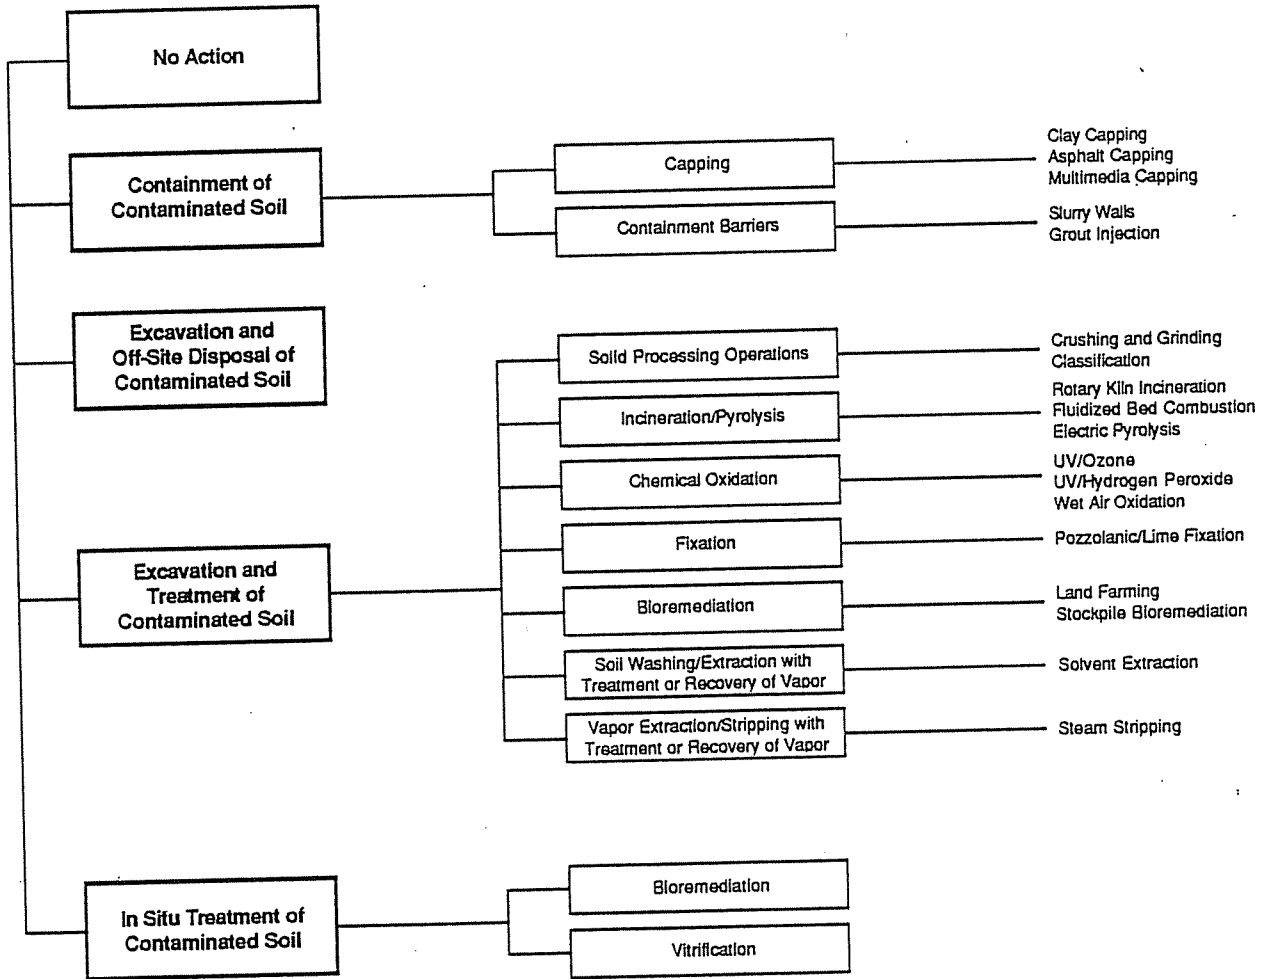 No Action
Containment of
Contaminated Soil
Capping
Clay Capping
Asphalt Capping
Multimedia Capping
Containment Barriers
Slurry Walls
Grout Injection
Excavation and
Off-Site Disposal of
Contaminated Soil
Excavation and
Treatment of
Contaminated Soil
Solid Processing Operations
Crushing and Grinding
Classification
Incineration/Pyrolysis
Rotary Kiln Incineration
Fluidized Bed Combustion
Electric Pyrolysis
Chemical Oxidation
UV/Ozone
UV/Hydrogen Peroxide
Wet Air Oxidation
Fixation
Pozzolanic/Lime Fixation
Bioremediation
Land Farming
Stockpile Bioremediation
Soil Washing/Extraction with
Treatment or Recovery of Vapor
Solvent Extraction
Vapor Extraction/Stripping with
Treatment or Recovery of Vapor
Steam Stripping
In Situ Treatment of
Contaminated Soil
Bioremediation
Vitrification